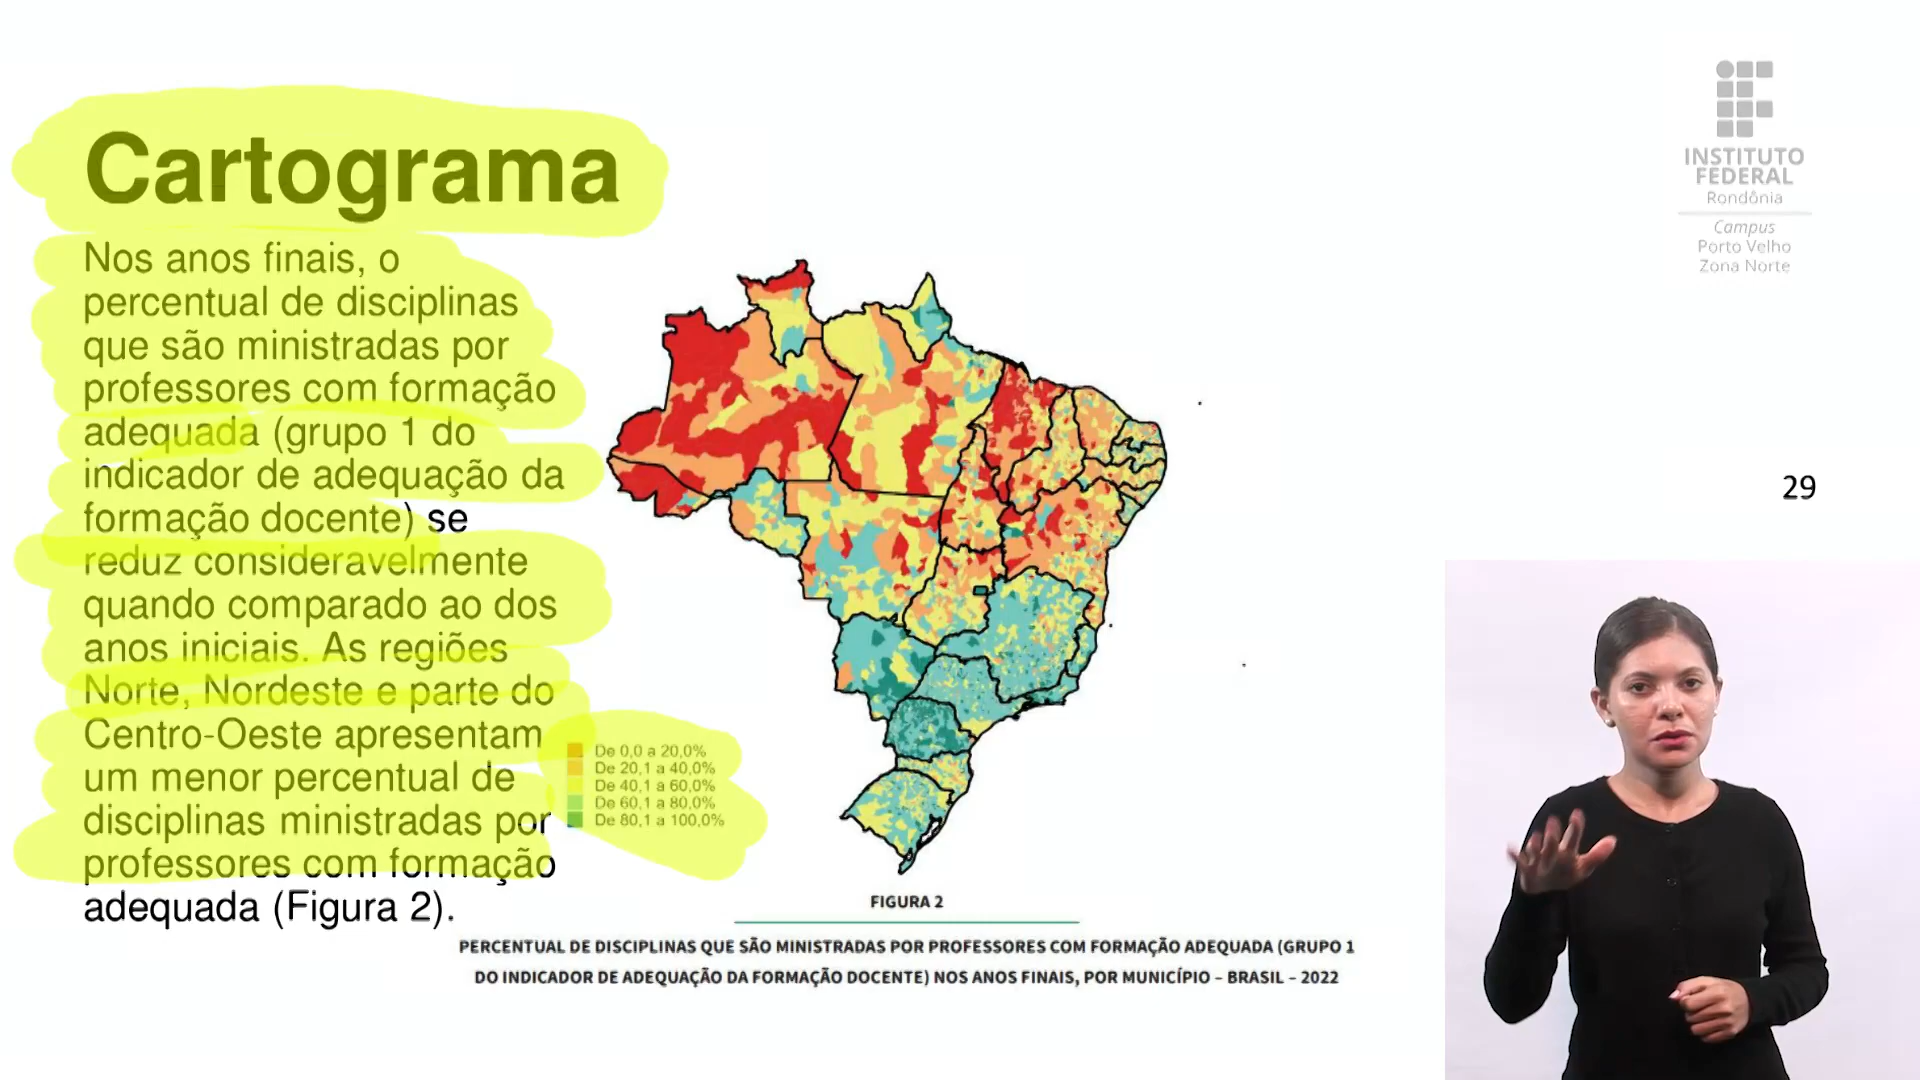 Cartograma
Nos anos finais, o
percentual de disciplinas
que são ministradas por
professores com formação
adequada (grupo 1 do
indicador de adequação da
formação docente) se
reduz consideravelmente
quando comparado ao dos
anos iniciais. As regiões
Norte, Nordeste e parte do
Centro-Oeste apresentam
um menor percentual de
disciplinas ministradas por
professores com formação
adequada (Figura 2).
De 0,0 a 20,0%
De 20,1 a 40,0%
De 40,1 a 60,0%
De 60,1 a 80,0%
De 80,1 a 100,0%
FIGURA 2
PERCENTUAL DE DISCIPLINAS QUE SÃO MINISTRADAS POR PROFESSORES COM FORMAÇÃO ADEQUADA (GRUPO 1
DO INDICADOR DE ADEQUAÇÃO DA FORMAÇÃO DOCENTE) NOS ANOS FINAIS, POR MUNICÍPIO – BRASIL – 2022
INSTITUTO
FEDERAL
Rondônia
Campus
Porto Velho
Zona Norte
29